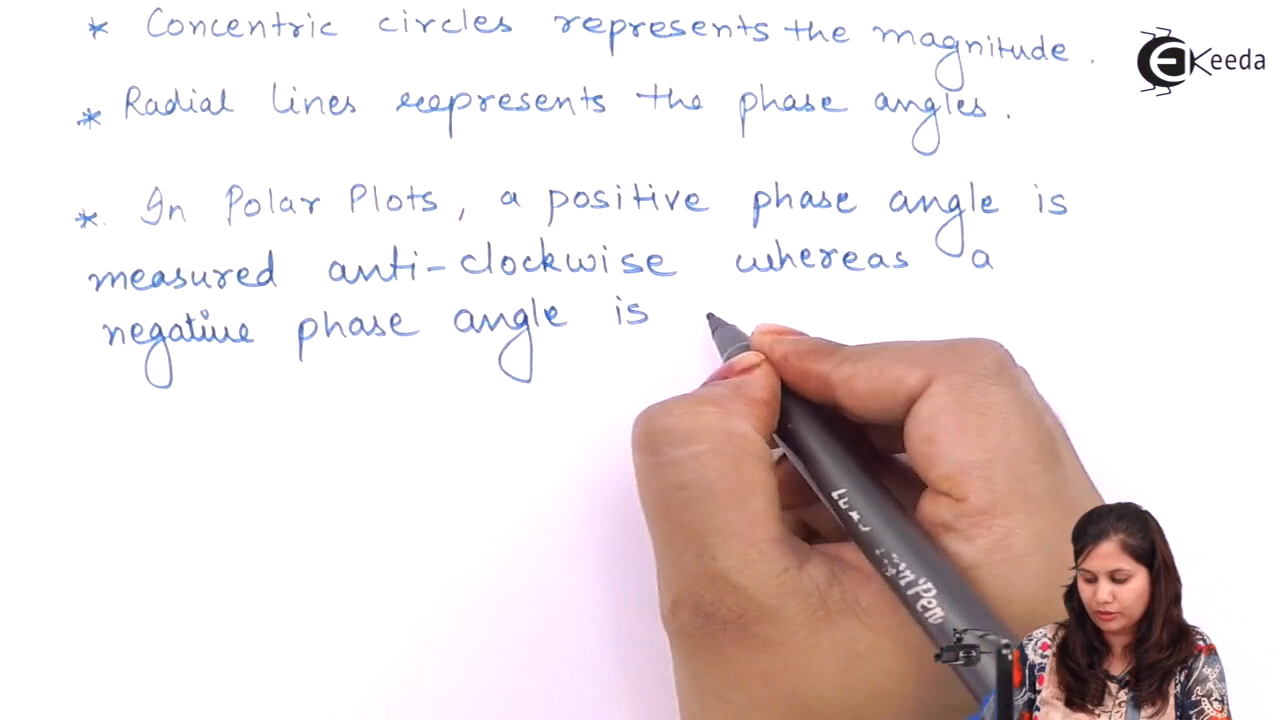 * Concentric circles represents the magnitude.
* Radial lines represents the phase angles.
* In Polar Plots, a positive phase angle is
measured anti-clockwise whereas a
negative phase angle is
EKeeda